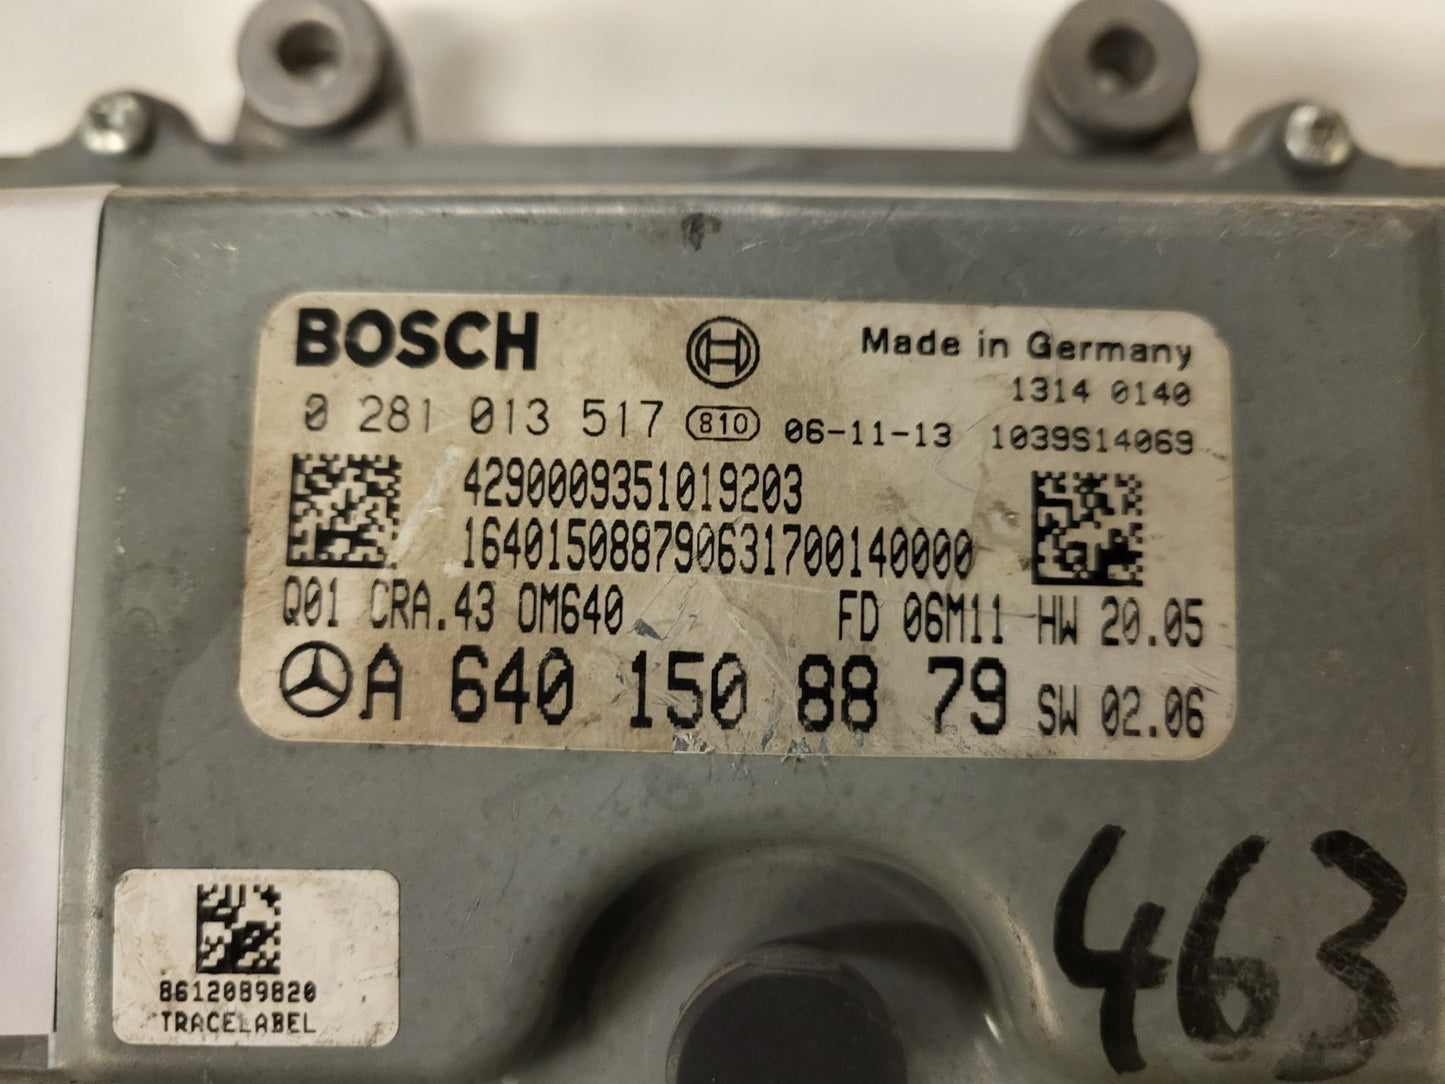 BOSCH
Made in Germany
1314 0140
0 281 013 517 810 06-11-13 1039S14069
4290009351019203
164015088790631700140000
Q01 CRA.43 OM640 FD 06M11 HW 20.05
A 640 150 88 79 SW 02.06
463
8612089820
TRACELABEL